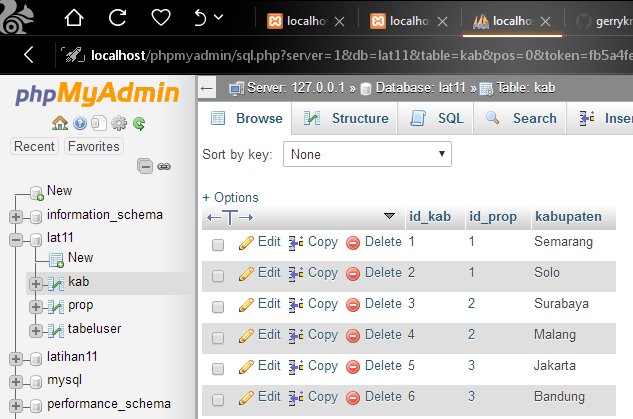 localhos localhos localhos gerrykr
localhost/phpmyadmin/sql.php?server=1&db=lat11&table=kab&pos=0&token=fb5a4fe
phpMyAdmin
Recent Favorites
New
information_schema
lat11
New
kab
prop
tabeluser
latihan11
mysql
performance_schema
Server: 127.0.0.1 » Database: lat11 » Table: kab
Browse Structure SQL Search Inser
Sort by key: None
+ Options
id_kab id_prop kabupaten
Edit Copy Delete 1 1 Semarang
Edit Copy Delete 2 1 Solo
Edit Copy Delete 3 2 Surabaya
Edit Copy Delete 4 2 Malang
Edit Copy Delete 5 3 Jakarta
Edit Copy Delete 6 3 Bandung